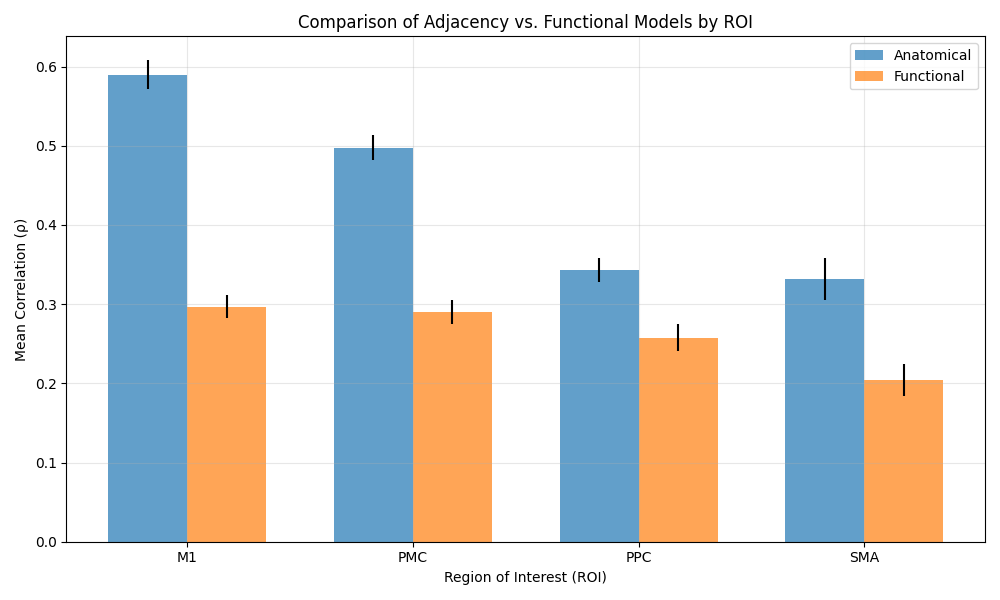 Comparison of Adjacency vs. Functional Models by ROI
Anatomical
Functional
Mean Correlation (ρ)
0.6
0.5
0.4
0.3
0.2
0.1
0.0
M1 PMC PPC SMA
Region of Interest (ROI)